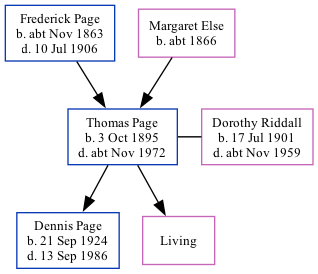 Frederick Page
b. abt Nov 1863
d. 10 Jul 1906
Margaret Else
b. abt 1866
Thomas Page
b. 3 Oct 1895
d. abt Nov 1972
Dorothy Riddall
b. 17 Jul 1901
d. abt Nov 1959
Dennis Page
b. 21 Sep 1924
d. 13 Sep 1986
Living